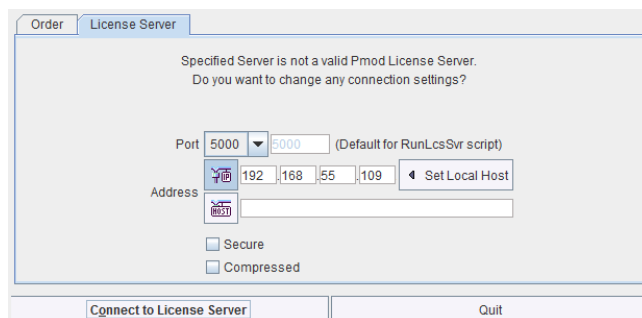 Order License Server
Specified Server is not a valid Pmod License Server.
Do you want to change any connection settings?
Port 5000 5000 (Default for RunLcsSvr script)
IP 192 .168 .55 .109 Set Local Host
Address
HOST
Secure
Compressed
Connect to License Server Quit